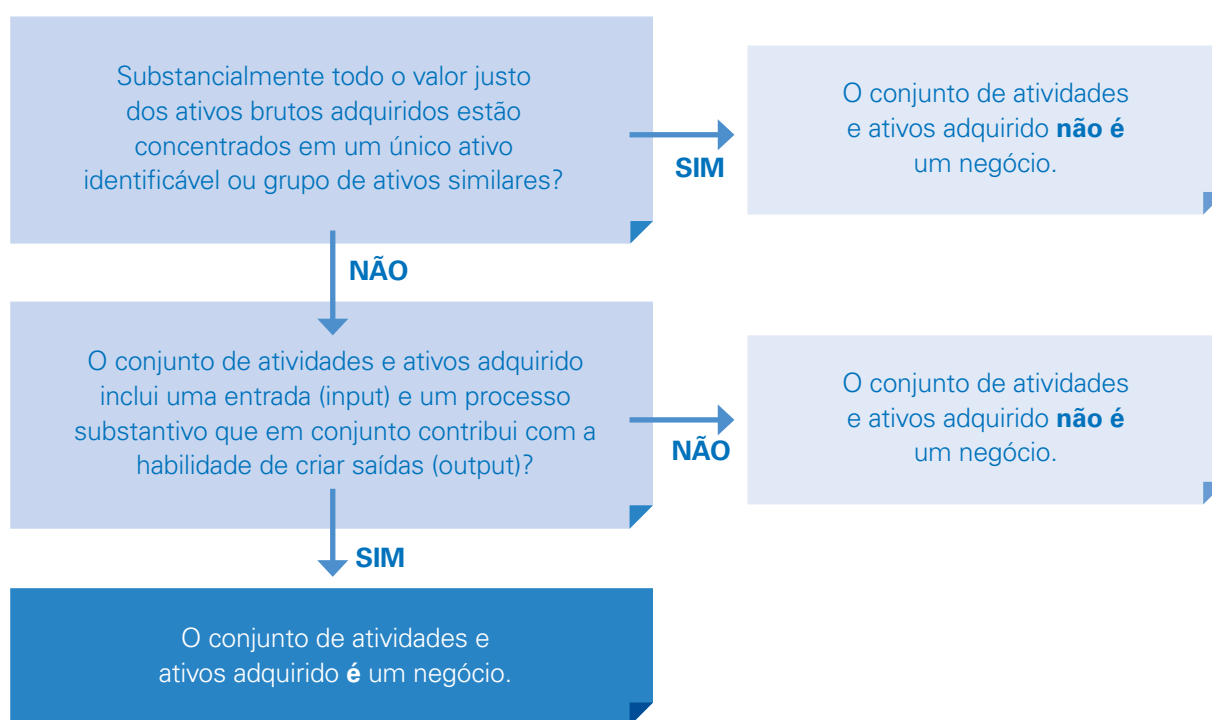 Substancialmente todo o valor justo
dos ativos brutos adquiridos estão
concentrados em um único ativo
identificável ou grupo de ativos similares?
SIM
O conjunto de atividades
e ativos adquirido não é
um negócio.
NÃO
O conjunto de atividades e ativos adquirido
inclui uma entrada (input) e um processo
substantivo que em conjunto contribui com a
habilidade de criar saídas (output)?
NÃO
O conjunto de atividades
e ativos adquirido não é
um negócio.
SIM
O conjunto de atividades e
ativos adquirido é um negócio.